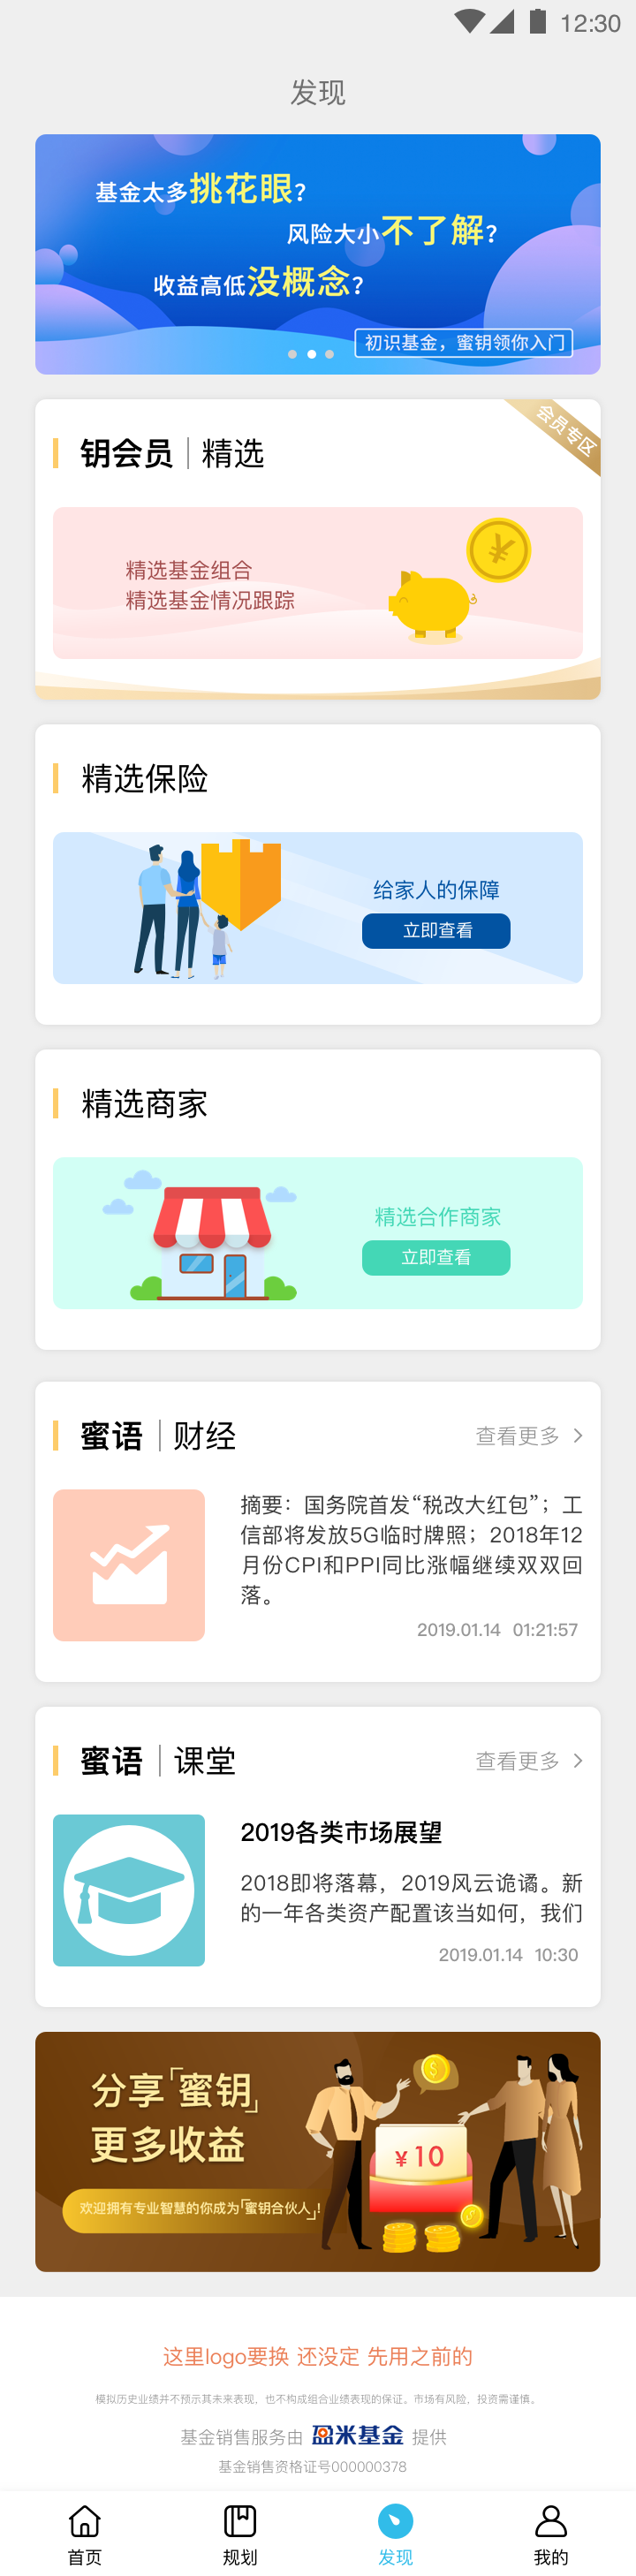 12:30
发现
基金太多挑花眼？
风险大小不了解？
收益高低没概念？
初识基金，蜜钥领你入门
会员专区
钥会员 | 精选
精选基金组合
精选基金情况跟踪
精选保险
给家人的保障
立即查看
精选商家
精选合作商家
立即查看
蜜语 | 财经
查看更多 >
摘要：国务院首发“税改大红包”；工
信部将发放5G临时牌照；2018年12
月份CPI和PPI同比涨幅继续双双回
落。
2019.01.14 01:21:57
蜜语 | 课堂
查看更多 >
2019各类市场展望
2018即将落幕，2019风云诡谲。新
的一年各类资产配置该当如何，我们
2019.01.14 10:30
分享「蜜钥」
更多收益
¥10
欢迎拥有专业智慧的你成为「蜜钥合伙人」！
这里logo要换 还没定 先用之前的
模拟历史业绩并不预示其未来表现，也不构成组合业绩表现的保证。市场有风险，投资需谨慎。
基金销售服务由 盈米基金 提供
基金销售资格证号000000378
首页 规划 发现 我的